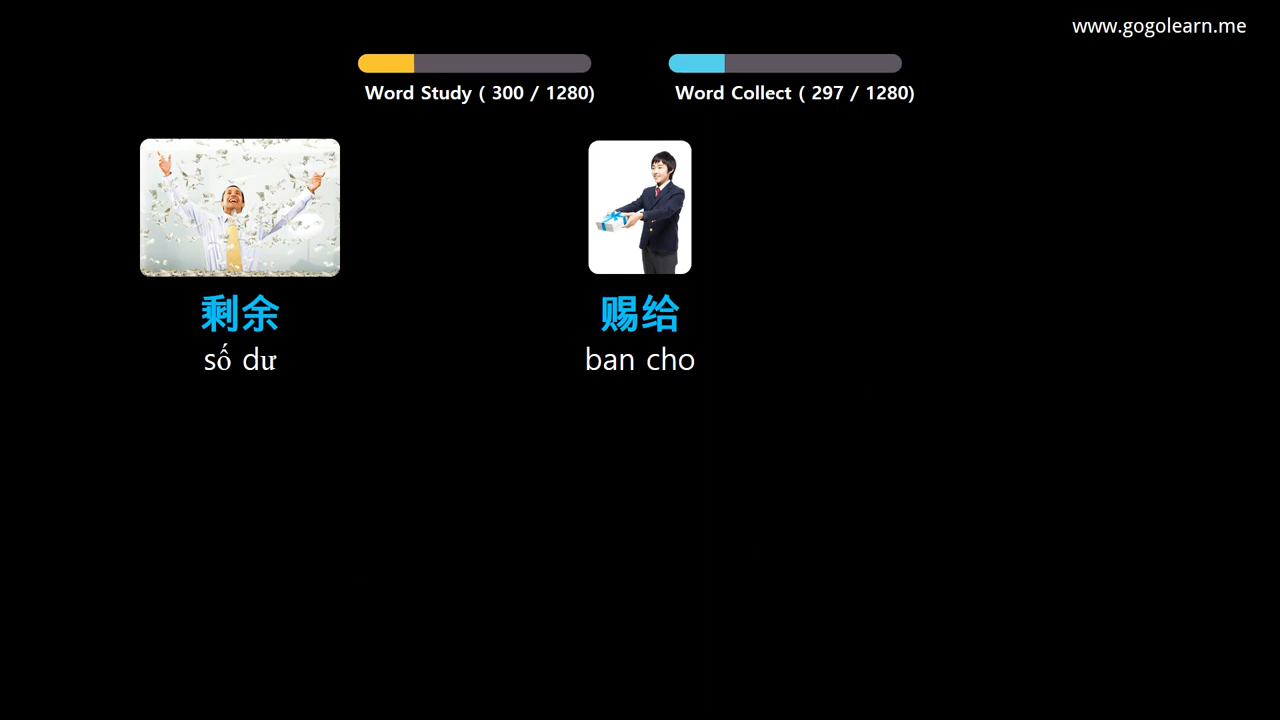 www.gogolearn.me
Word Study ( 300 / 1280)
Word Collect ( 297 / 1280)
剩余
số dư
赐给
ban cho